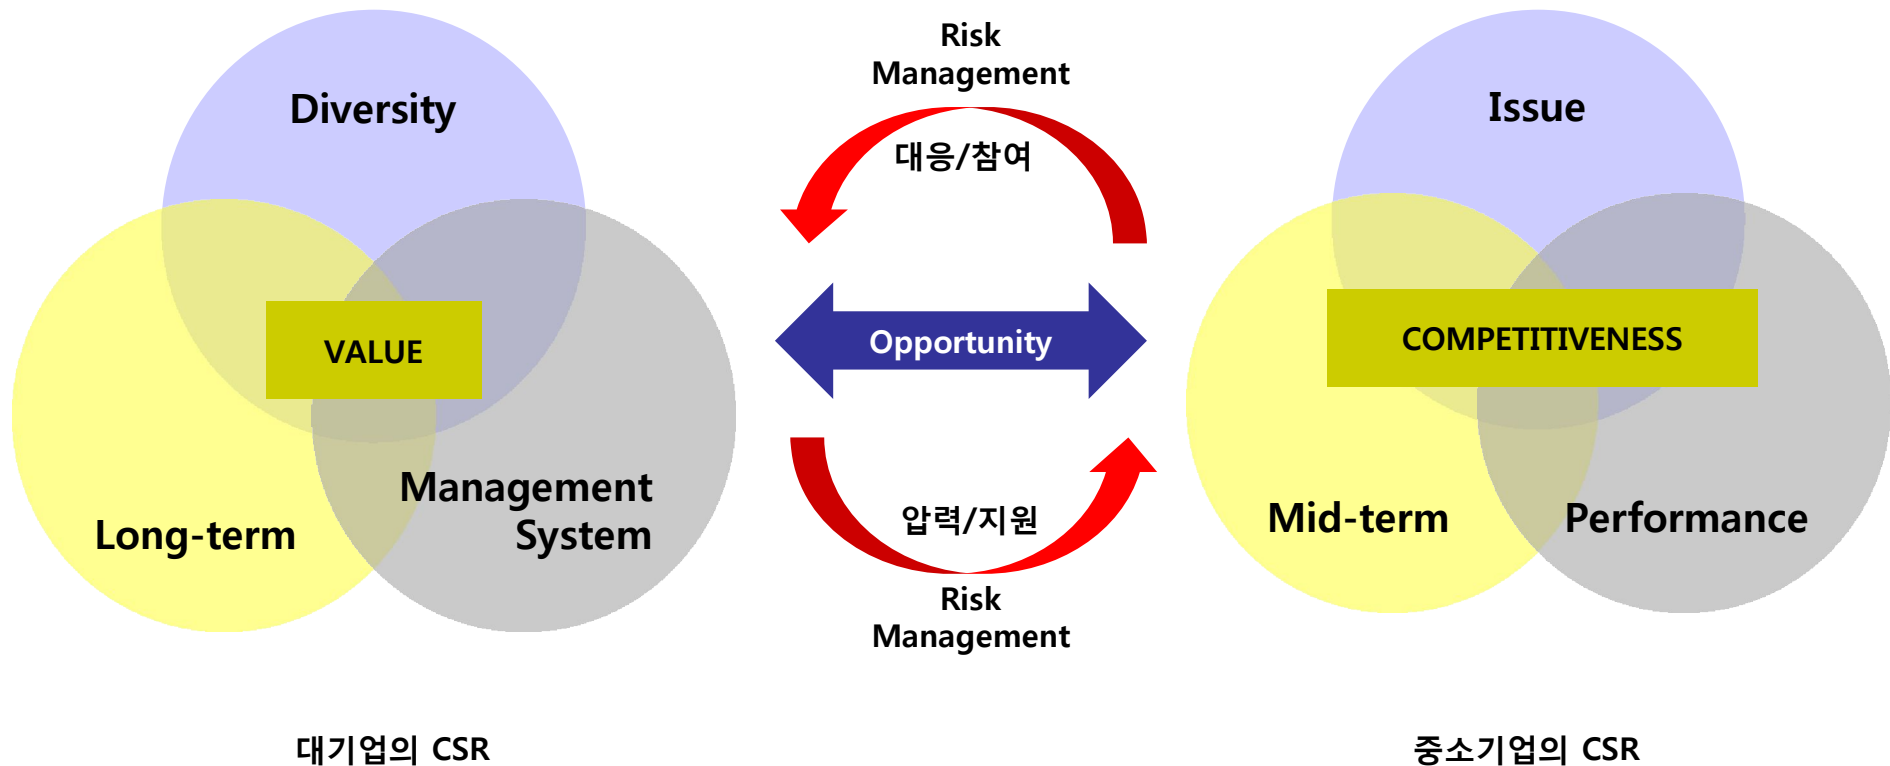 Diversity
Long-term
Management
System
VALUE
대기업의 CSR
Risk
Management
대응/참여
Opportunity
압력/지원
Risk
Management
Issue
COMPETITIVENESS
Mid-term
Performance
중소기업의 CSR